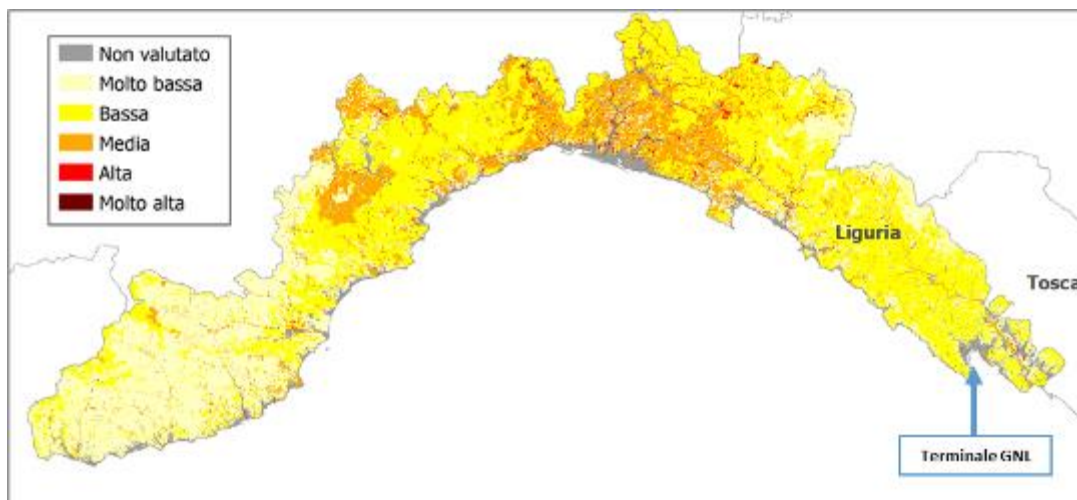 Non valutato
Molto bassa
Bassa
Media
Alta
Molto alta
Liguria
Tosca
Terminale GNL